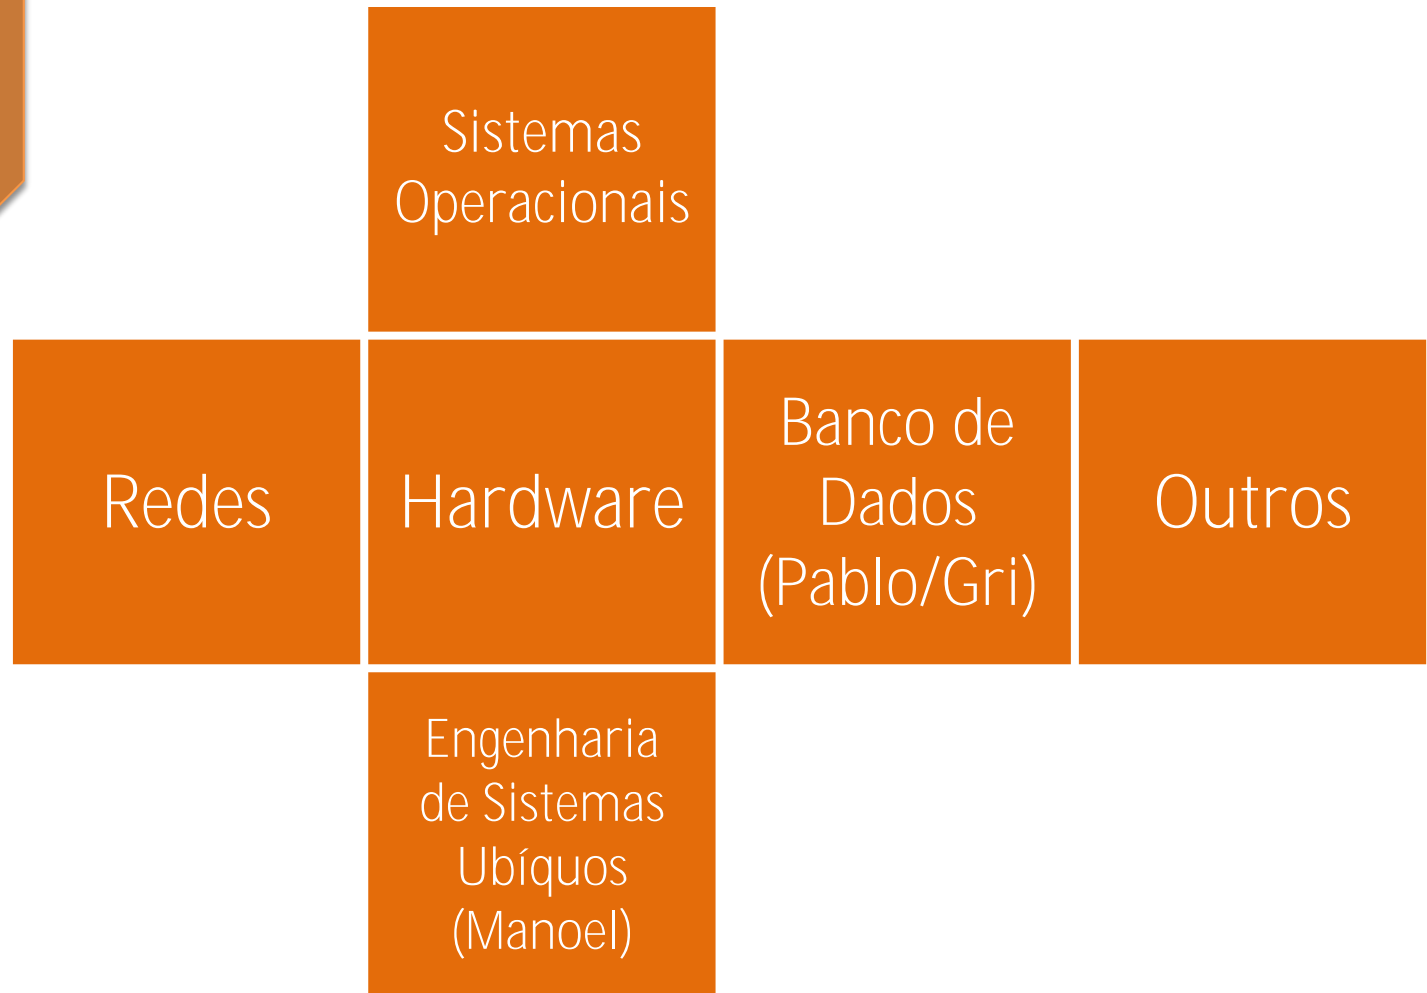 Sistemas
Operacionais
Redes
Hardware
Banco de
Dados
(Pablo/Gri)
Outros
Engenharia
de Sistemas
Ubíquos
(Manoel)